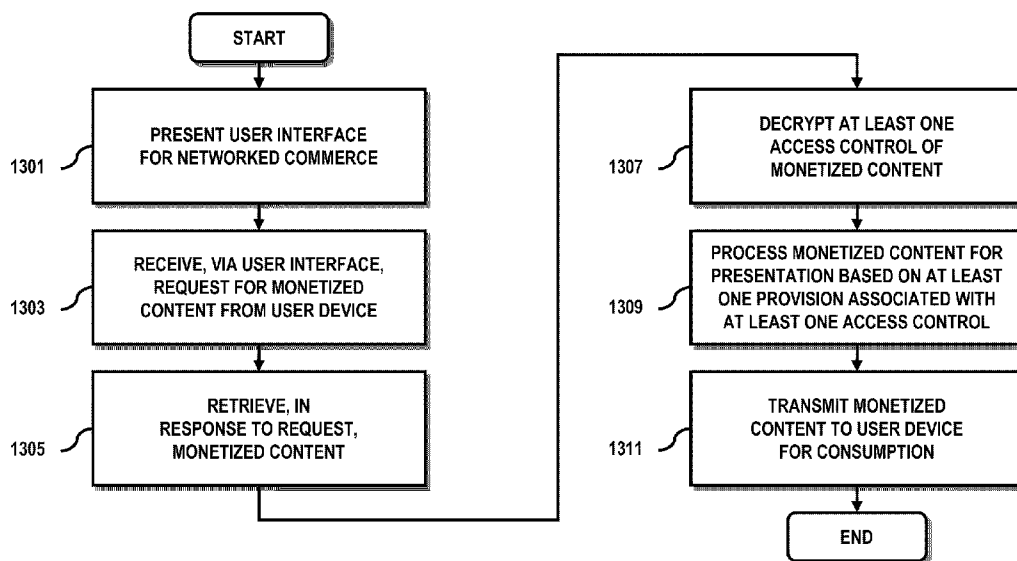 START
1301
PRESENT USER INTERFACE
FOR NETWORKED COMMERCE
1303
RECEIVE, VIA USER INTERFACE,
REQUEST FOR MONETIZED
CONTENT FROM USER DEVICE
1305
RETRIEVE, IN
RESPONSE TO REQUEST,
MONETIZED CONTENT
1307
DECRYPT AT LEAST ONE
ACCESS CONTROL OF
MONETIZED CONTENT
1309
PROCESS MONETIZED CONTENT FOR
PRESENTATION BASED ON AT LEAST
ONE PROVISION ASSOCIATED WITH
AT LEAST ONE ACCESS CONTROL
1311
TRANSMIT MONETIZED
CONTENT TO USER DEVICE
FOR CONSUMPTION
END